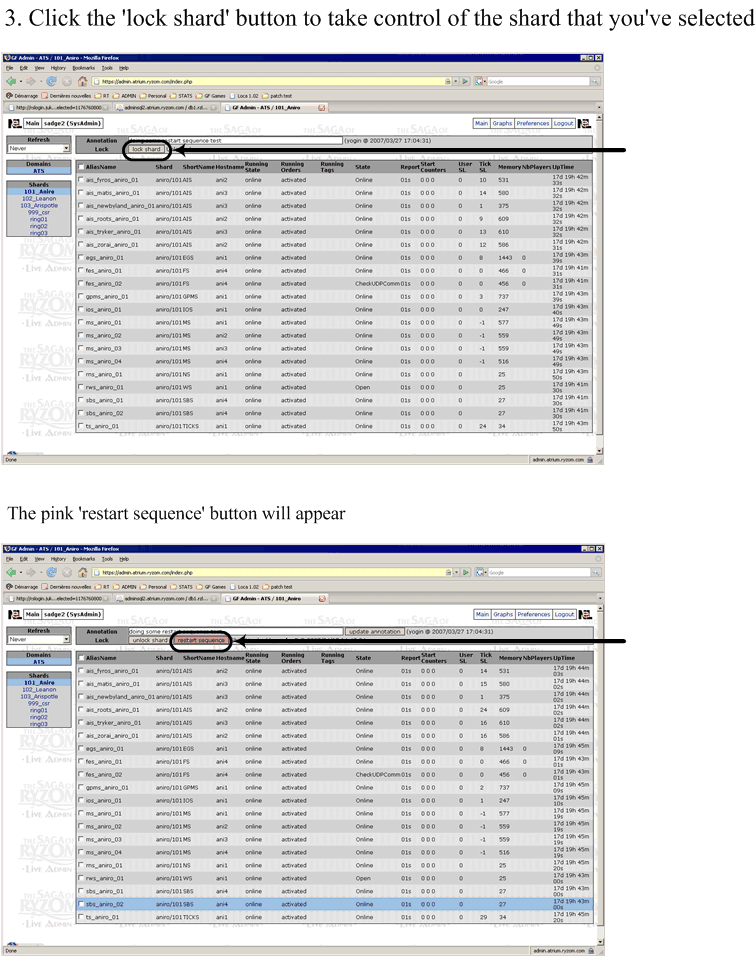 3. Click the 'lock shard' button to take control of the shard that you've selected
GF Admin - ATS / 101_Aniro - Mozilla Firefox
File Edit View History Bookmarks Tools Help
https://admin.atrium.ryzom.com/index.php
Google
Démarrage Dernières nouvelles RT ADMIN Personal STATS GF Games Loca 1.02 patch test
GF Admin - ATS / 101_Aniro
Main sadge2 (SysAdmin) Main Graphs Preferences Logout
Refresh
Never
Annotation restart sequence test (yogin @ 2007/03/27 17:04:31)
Lock lock shard
Domains
ATS
Shards
101_Aniro
102_Leanon
103_Arispotle
999_csr
ring01
ring02
ring03
AliasName Shard ShortName Hostname Running State Running Orders Running Tags State Report Start Counters User SL Tick SL Memory NbPlayers UpTime
ais_fyros_aniro_01 aniro/101 AIS ani2 online activated Online 01s 0 0 0 0 10 531 17d 19h 42m 33s
ais_matis_aniro_01 aniro/101 AIS ani3 online activated Online 01s 0 0 0 0 14 580 17d 19h 42m 32s
ais_newbyland_aniro_01 aniro/101 AIS ani3 online activated Online 01s 0 0 0 0 1 375 17d 19h 42m 32s
ais_roots_aniro_01 aniro/101 AIS ani2 online activated Online 01s 0 0 0 0 9 609 17d 19h 42m 32s
ais_tryker_aniro_01 aniro/101 AIS ani3 online activated Online 01s 0 0 0 0 13 610 17d 19h 42m 32s
ais_zorai_aniro_01 aniro/101 AIS ani2 online activated Online 01s 0 0 0 0 12 586 17d 19h 42m 31s
egs_aniro_01 aniro/101 EGS ani1 online activated Online 01s 0 0 0 0 8 1443 0 17d 19h 43m 39s
fes_aniro_01 aniro/101 FS ani4 online activated Online 01s 0 0 0 0 0 466 0 17d 19h 41m 31s
fes_aniro_02 aniro/101 FS ani4 online activated CheckUDPComm 01s 0 0 0 0 0 456 0 17d 19h 41m 31s
gpms_aniro_01 aniro/101 GPMS ani1 online activated Online 01s 0 0 0 0 3 737 17d 19h 43m 39s
ios_aniro_01 aniro/101 IOS ani1 online activated Online 01s 0 0 0 0 0 247 17d 19h 43m 40s
ms_aniro_01 aniro/101 MS ani1 online activated Online 01s 0 0 0 0 -1 577 17d 19h 43m 49s
ms_aniro_02 aniro/101 MS ani2 online activated Online 01s 0 0 0 0 -1 559 17d 19h 43m 49s
ms_aniro_03 aniro/101 MS ani3 online activated Online 01s 0 0 0 0 -1 559 17d 19h 43m 49s
ms_aniro_04 aniro/101 MS ani4 online activated Online 01s 0 0 0 0 -1 516 17d 19h 43m 49s
aniro/101 NS ani1 online activated Online 01s 0 0 0 0 25 17d 19h 43m 50s
rws_aniro_01 aniro/101 WS ani1 online activated Open 01s 0 0 0 0 25 17d 19h 41m 30s
sbs_aniro_01 aniro/101 SBS ani4 online activated Online 01s 0 0 0 0 27 17d 19h 41m 30s
sbs_aniro_02 aniro/101 SBS ani4 online activated Online 01s 0 0 0 0 27 17d 19h 41m 30s
ts_aniro_01 aniro/101 TICKS ani1 online activated Online 01s 0 0 0 0 24 34 17d 19h 43m 50s
Done admin.atrium.ryzom.com
The pink 'restart sequence' button will appear
GF Admin - ATS / 101_Aniro - Mozilla Firefox
File Edit View History Bookmarks Tools Help
https://admin.atrium.ryzom.com/index.php
Google
Démarrage Dernières nouvelles RT ADMIN Personal STATS GF Games Loca 1.02 patch test
GF Admin - ATS / 101_Aniro
Main sadge2 (SysAdmin) Main Graphs Preferences Logout
Refresh
Never
Annotation doing some update annotation (yogin @ 2007/03/27 17:04:31)
Lock unlock shard restart sequence
Domains
ATS
Shards
101_Aniro
102_Leanon
103_Arispotle
999_csr
ring01
ring02
ring03
AliasName Shard ShortName Hostname Running State Running Orders Running Tags State Report Start Counters User SL Tick SL Memory NbPlayers UpTime
ais_fyros_aniro_01 aniro/101 AIS ani2 online activated Online 01s 0 0 0 0 14 531 17d 19h 44m 03s
ais_matis_aniro_01 aniro/101 AIS ani3 online activated Online 01s 0 0 0 0 15 580 17d 19h 44m 02s
ais_newbyland_aniro_01 aniro/101 AIS ani3 online activated Online 01s 0 0 0 0 1 375 17d 19h 44m 02s
ais_roots_aniro_01 aniro/101 AIS ani2 online activated Online 01s 0 0 0 0 24 609 17d 19h 44m 02s
ais_tryker_aniro_01 aniro/101 AIS ani3 online activated Online 01s 0 0 0 0 16 610 17d 19h 44m 02s
ais_zorai_aniro_01 aniro/101 AIS ani2 online activated Online 01s 0 0 0 0 16 586 17d 19h 44m 01s
egs_aniro_01 aniro/101 EGS ani1 online activated Online 01s 0 0 0 0 8 1443 0 17d 19h 45m 09s
fes_aniro_01 aniro/101 FS ani4 online activated Online 01s 0 0 0 0 0 466 0 17d 19h 43m 01s
fes_aniro_02 aniro/101 FS ani4 online activated CheckUDPComm 01s 0 0 0 0 0 456 0 17d 19h 43m 01s
gpms_aniro_01 aniro/101 GPMS ani1 online activated Online 01s 0 0 0 0 2 737 17d 19h 45m 09s
ios_aniro_01 aniro/101 IOS ani1 online activated Online 01s 0 0 0 0 1 247 17d 19h 45m 10s
ms_aniro_01 aniro/101 MS ani1 online activated Online 01s 0 0 0 0 -1 577 17d 19h 45m 19s
ms_aniro_02 aniro/101 MS ani2 online activated Online 01s 0 0 0 0 -1 559 17d 19h 45m 19s
ms_aniro_03 aniro/101 MS ani3 online activated Online 01s 0 0 0 0 -1 559 17d 19h 45m 19s
ms_aniro_04 aniro/101 MS ani4 online activated Online 01s 0 0 0 0 -1 516 17d 19h 45m 19s
aniro/101 NS ani1 online activated Online 01s 0 0 0 0 25 17d 19h 45m 20s
rws_aniro_01 aniro/101 WS ani1 online activated Open 01s 0 0 0 0 25 17d 19h 43m 00s
sbs_aniro_01 aniro/101 SBS ani4 online activated Online 01s 0 0 0 0 27 17d 19h 43m 00s
sbs_aniro_02 aniro/101 SBS ani4 online activated Online 01s 0 0 0 0 27 17d 19h 43m 00s
ts_aniro_01 aniro/101 TICKS ani1 online activated Online 01s 0 0 0 0 29 34 17d 19h 45m 20s
Done admin.atrium.ryzom.com